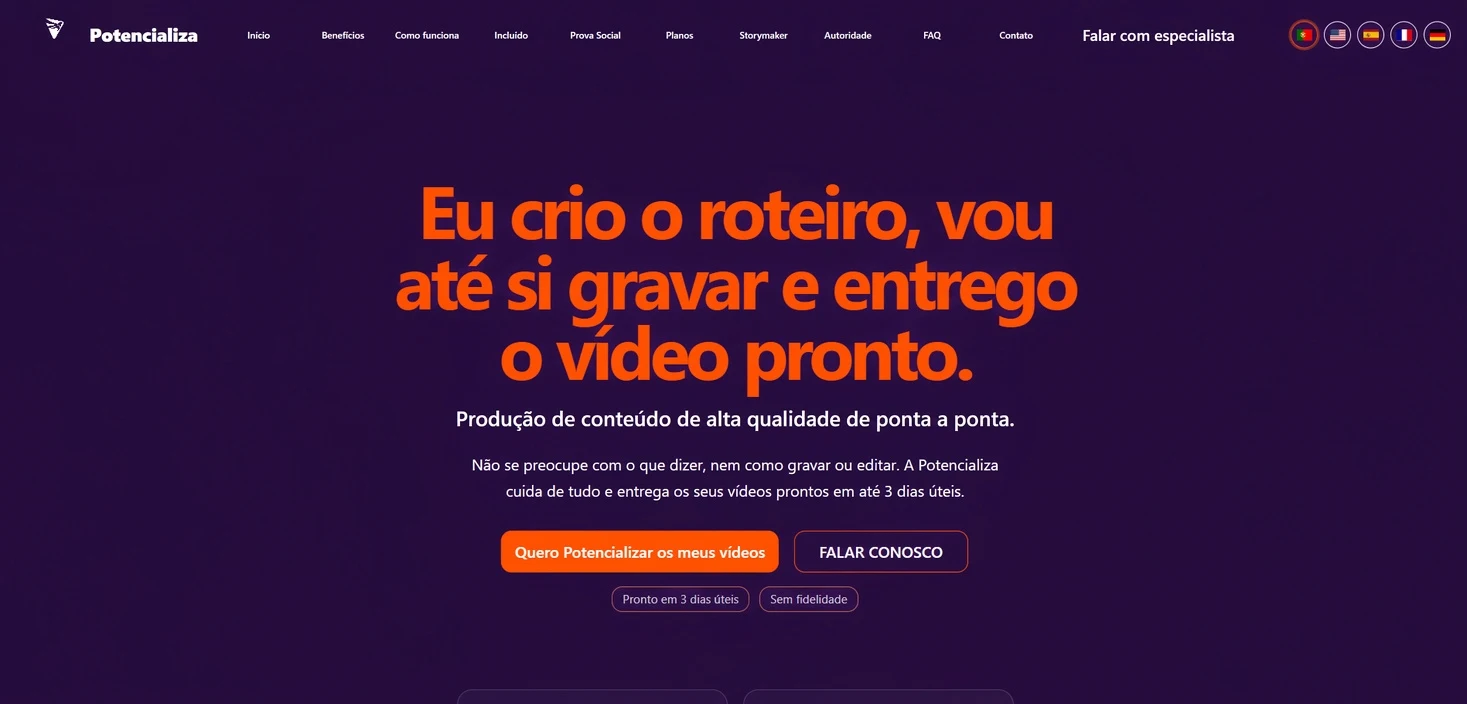 Potencializa
Início
Benefícios
Como funciona
Incluído
Prova Social
Planos
Storymaker
Autoridade
FAQ
Contato
Falar com especialista
Eu crio o roteiro, vou
até si gravar e entrego
o vídeo pronto.
Produção de conteúdo de alta qualidade de ponta a ponta.
Não se preocupe com o que dizer, nem como gravar ou editar. A Potencializa
cuida de tudo e entrega os seus vídeos prontos em até 3 dias úteis.
Quero Potencializar os meus vídeos
FALAR CONOSCO
Pronto em 3 dias úteis
Sem fidelidade